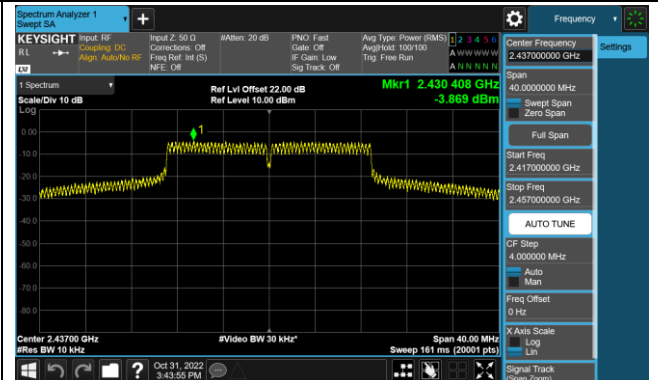 Spectrum Analyzer 1
Swept SA
Frequency
KEYSIGHT
RL
LXI
Input: RF
Coupling: DC
Align: Auto/No RF
Input Z: 50 Ω
Corrections: Off
Freq Ref: Int (S)
NFE: Off
#Atten: 20 dB
PNO: Fast
Gate: Off
IF Gain: Low
Sig Track: Off
Avg Type: Power (RMS)
Avg|Hold: 100/100
Trig: Free Run
1 2 3 4 5 6
A W W W W W
A N N N N N
1 Spectrum
Scale/Div 10 dB
Ref Lvl Offset 22.00 dB
Ref Level 10.00 dBm
Mkr1 2.430 408 GHz
-3.869 dBm
Log
1
0.00
-10.0
-20.0
-30.0
-40.0
-50.0
-60.0
-70.0
-80.0
Center 2.43700 GHz
#Res BW 10 kHz
#Video BW 30 kHz*
Span 40.00 MHz
Sweep 161 ms (20001 pts)
Oct 31, 2022
3:43:55 PM
Center Frequency
2.437000000 GHz
Settings
Span
40.0000000 MHz
Swept Span
Zero Span
Full Span
Start Freq
2.417000000 GHz
Stop Freq
2.457000000 GHz
AUTO TUNE
CF Step
4.000000 MHz
Auto
Man
Freq Offset
0 Hz
X Axis Scale
Log
Lin
Signal Track
(Span Zoom)